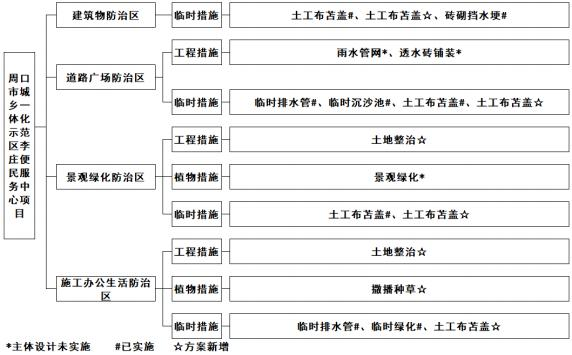 周口
市城
乡一
体化
示范
区李
庄便
民服
务中
心项
目
建筑物防治区
临时措施
土工布苫盖#、土工布苫盖☆、砖砌挡水埂#
道路广场防治区
工程措施
雨水管网*、透水砖铺装*
临时措施
临时排水管#、临时沉沙池#、土工布苫盖#、土工布苫盖☆
景观绿化防治区
工程措施
土地整治☆
植物措施
景观绿化*
临时措施
土工布苫盖#、土工布苫盖☆
施工办公生活防治
区
工程措施
土地整治☆
植物措施
撒播种草☆
临时措施
临时排水管#、临时绿化#、土工布苫盖☆
*主体设计未实施 #已实施 ☆方案新增